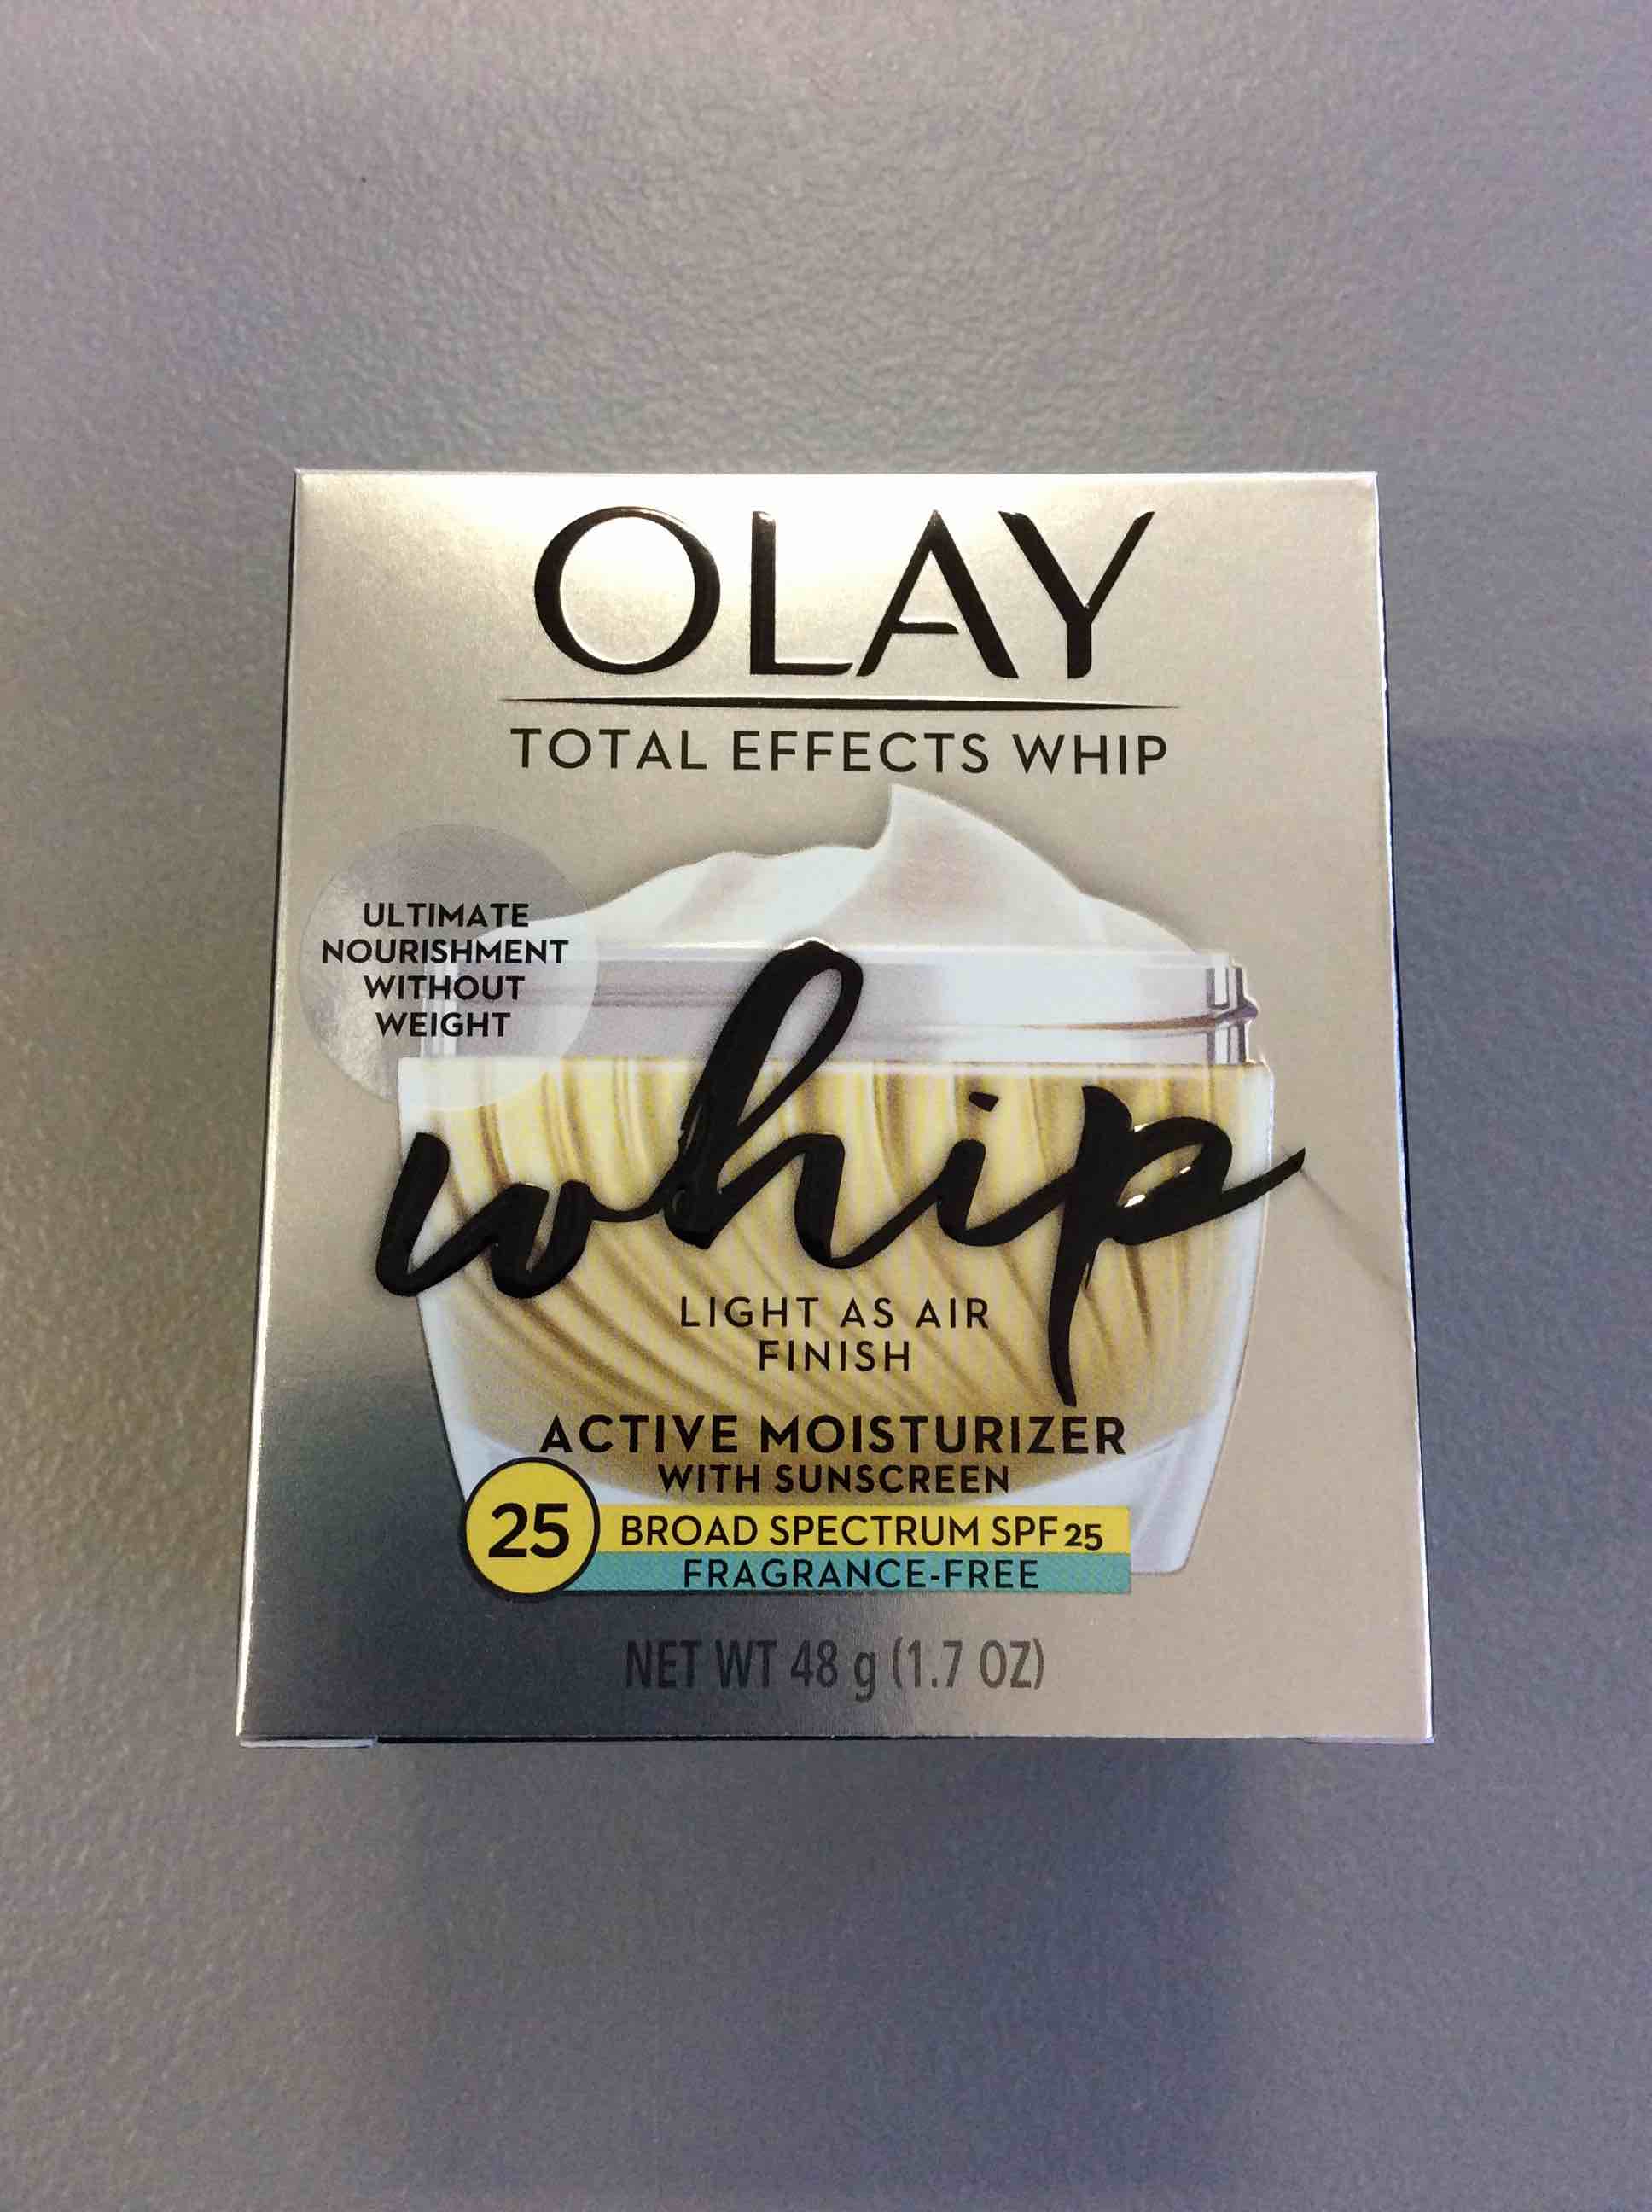 OLAY
TOTAL EFFECTS WHIP
ULTIMATE
NOURISHMENT
WITHOUT
WEIGHT
whip
LIGHT AS AIR
FINISH
ACTIVE MOISTURIZER
WITH SUNSCREEN
25 BROAD SPECTRUM SPF 25
FRAGRANCE-FREE
NET WT 48 g (1.7 OZ)